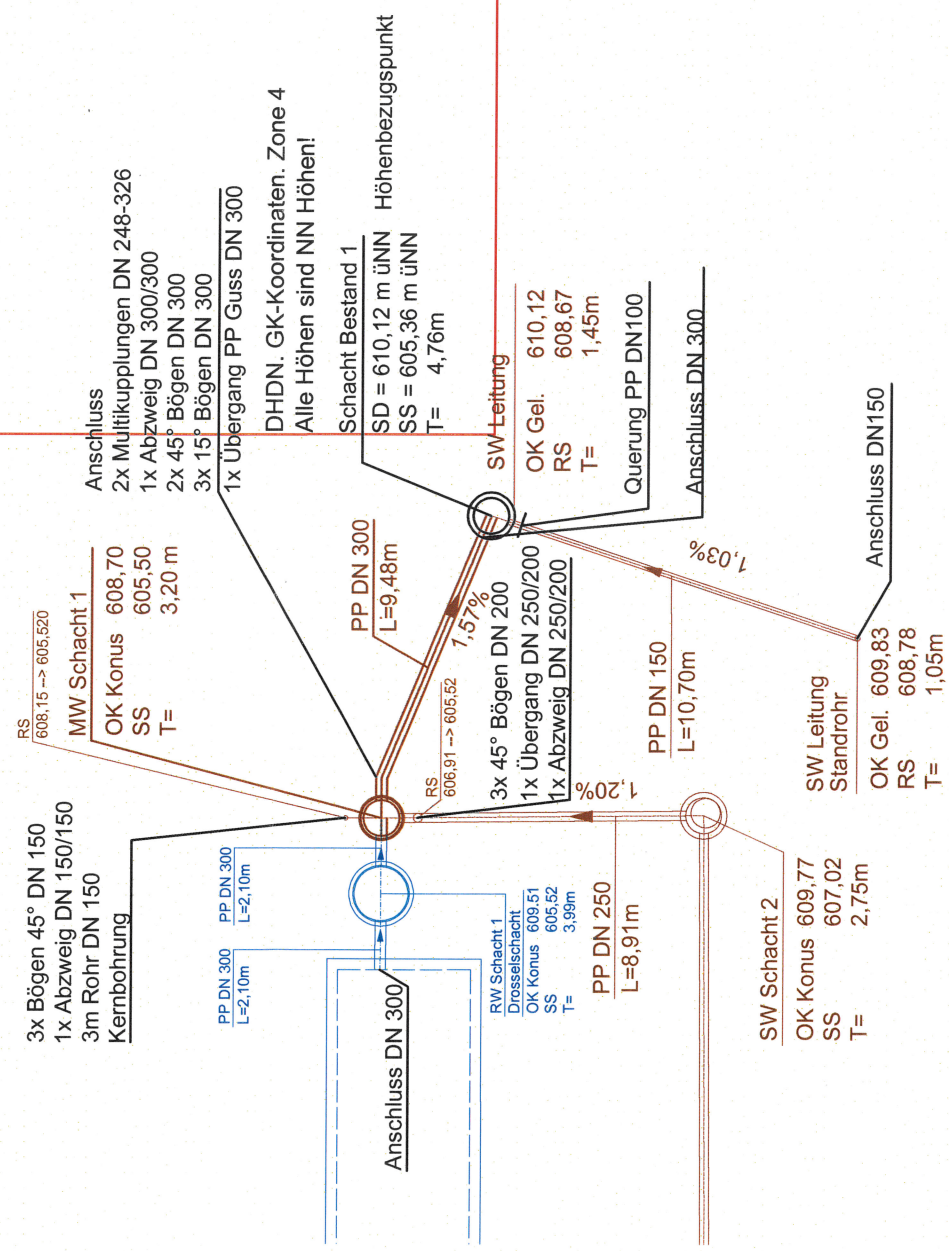 3x Bögen 45° DN 150
1x Abzweig DN 150/150
3m Rohr DN 150
Kernbohrung
RS
608,15 --> 605,520
MW Schacht 1
OK Konus 608,70
SS 605,50
T= 3,20 m
Anschluss
2x Multikupplungen DN 248-326
1x Abzweig DN 300/300
2x 45° Bögen DN 300
3x 15° Bögen DN 300
1x Übergang PP Guss DN 300
DHDN. GK-Koordinaten. Zone 4
Alle Höhen sind NN Höhen!
Schacht Bestand 1
SD = 610,12 m üNN Höhenbezugspunkt
SS = 605,36 m üNN
T= 4,76m
PP DN 300
L=2,10m
PP DN 300
L=2,10m
Anschluss DN 300
RW Schacht 1
Drosselschacht
OK Konus 609.51
SS 605,52
T= 3,99m
RS
606,91 --> 605,52
PP DN 300
L=9,48m
1,57%
3x 45° Bögen DN 200
1x Übergang DN 250/200
1x Abzweig DN 250/200
SW Leitung
OK Gel. 610,12
RS 608,67
T= 1,45m
Querung PP DN100
Anschluss DN 300
PP DN 250
L=8,91m
1,20%
PP DN 150
L=10,70m
1,03%
Anschluss DN150
SW Schacht 2
OK Konus 609,77
SS 607,02
T= 2,75m
SW Leitung
Standrohr
OK Gel. 609,83
RS 608,78
T= 1,05m